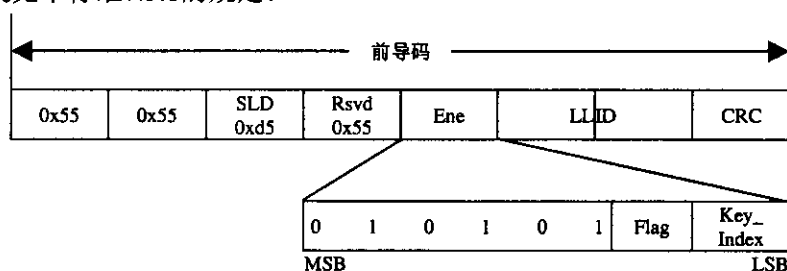 前导码
0x55 0x55 SLD 0xd5 Rsvd 0x55 Ene LLID CRC
0 1 0 1 0 1 Flag Key_ Index
MSB LSB